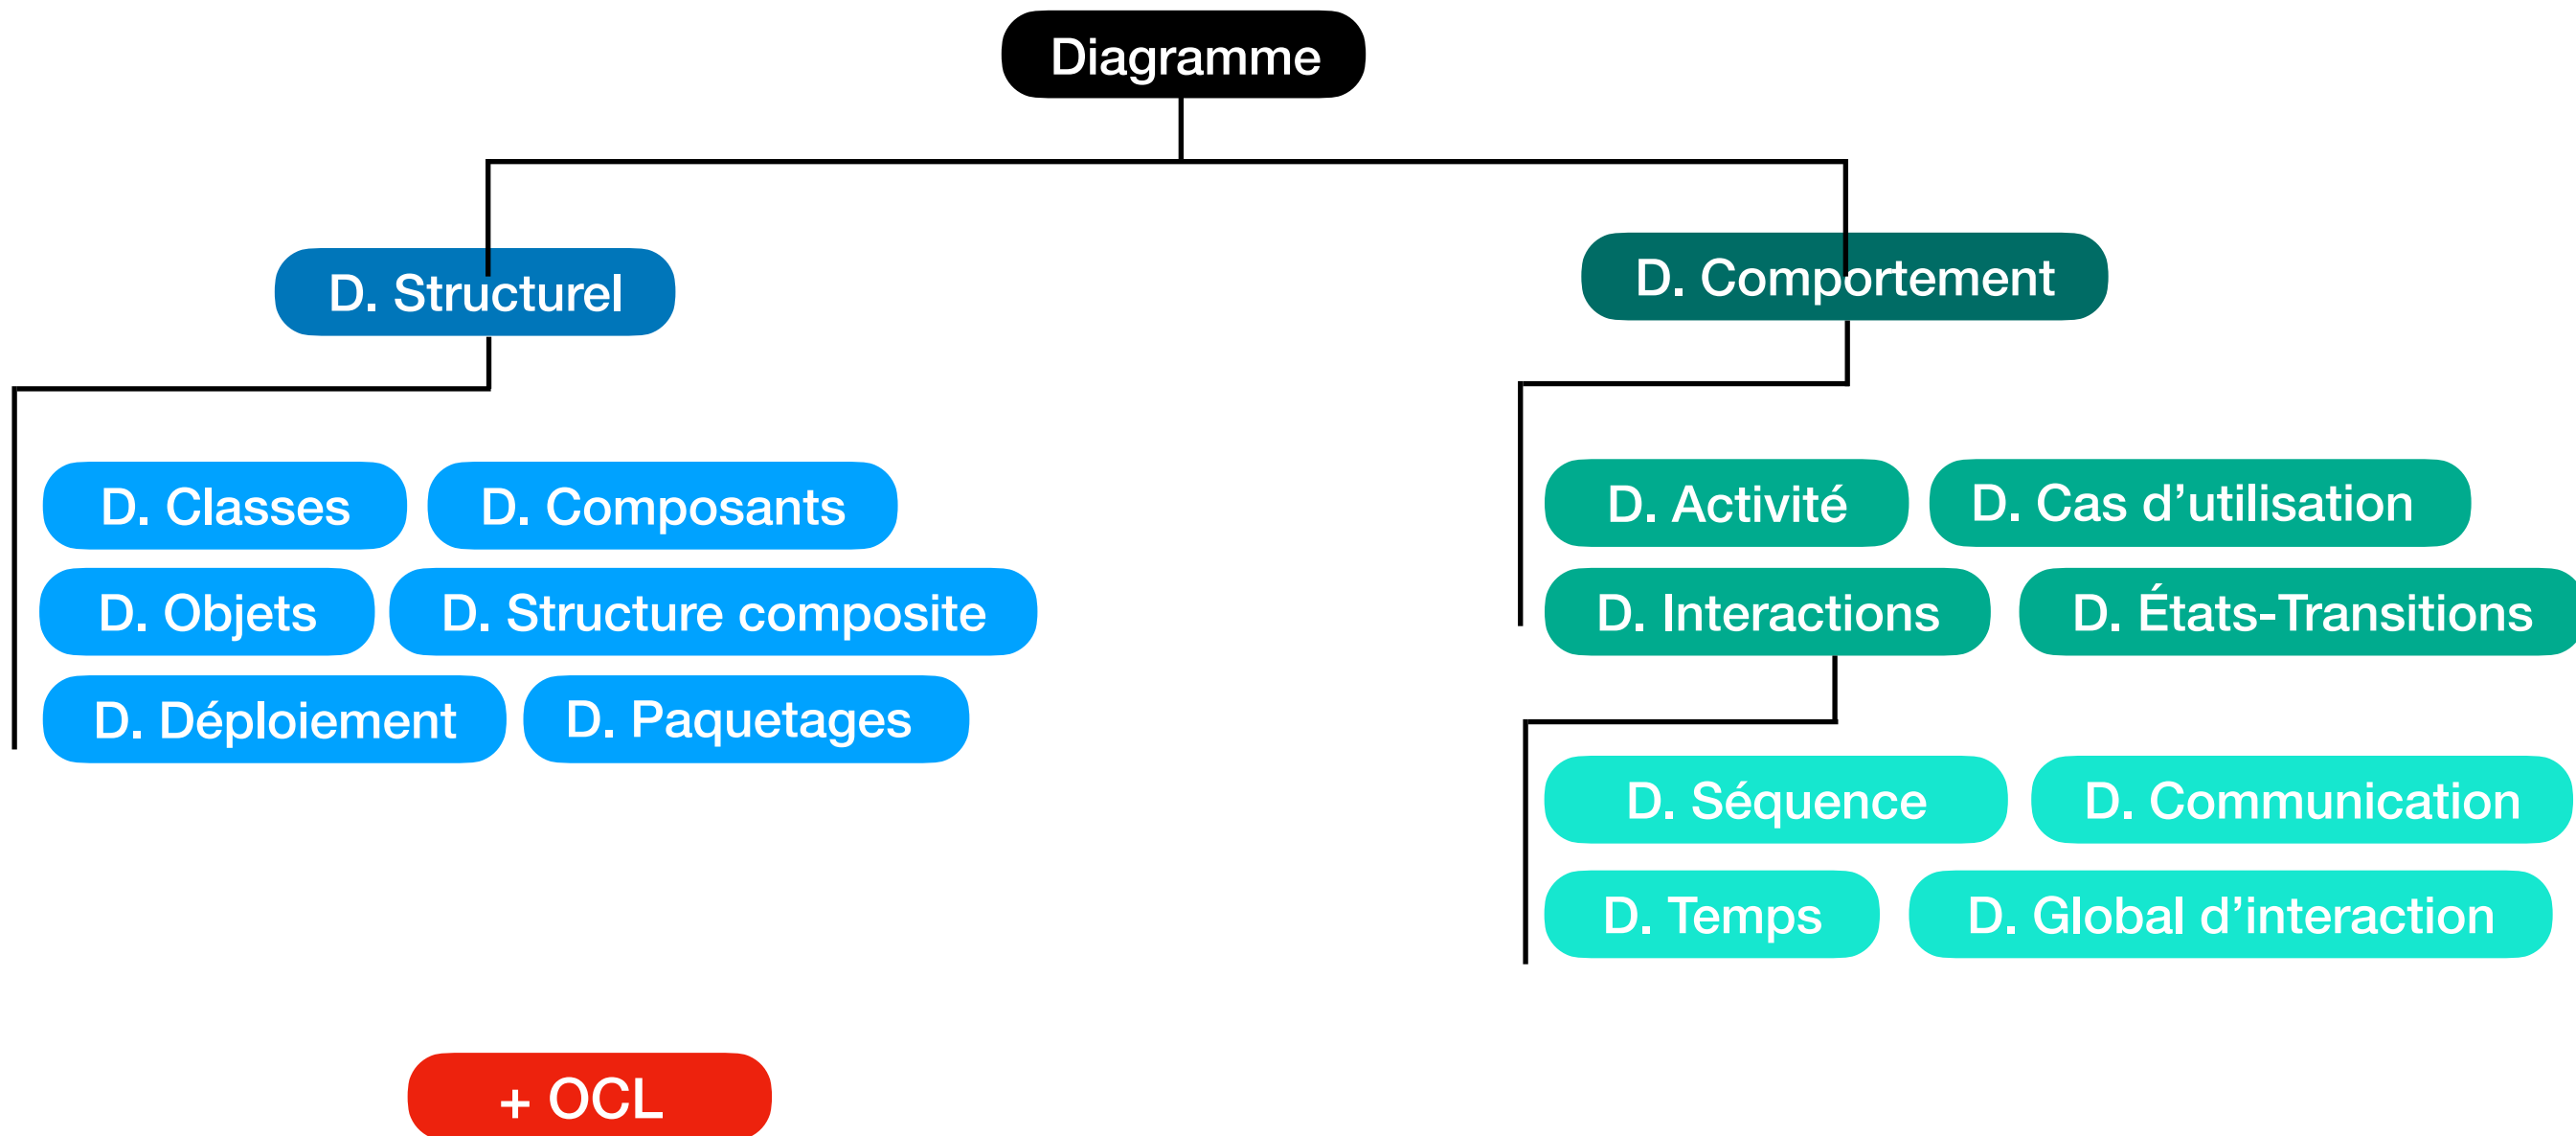 Diagramme
D. Structurel
D. Comportement
D. Classes
D. Composants
D. Objets
D. Structure composite
D. Déploiement
D. Paquetages
D. Activité
D. Cas d’utilisation
D. Interactions
D. États-Transitions
D. Séquence
D. Communication
D. Temps
D. Global d’interaction
+ OCL